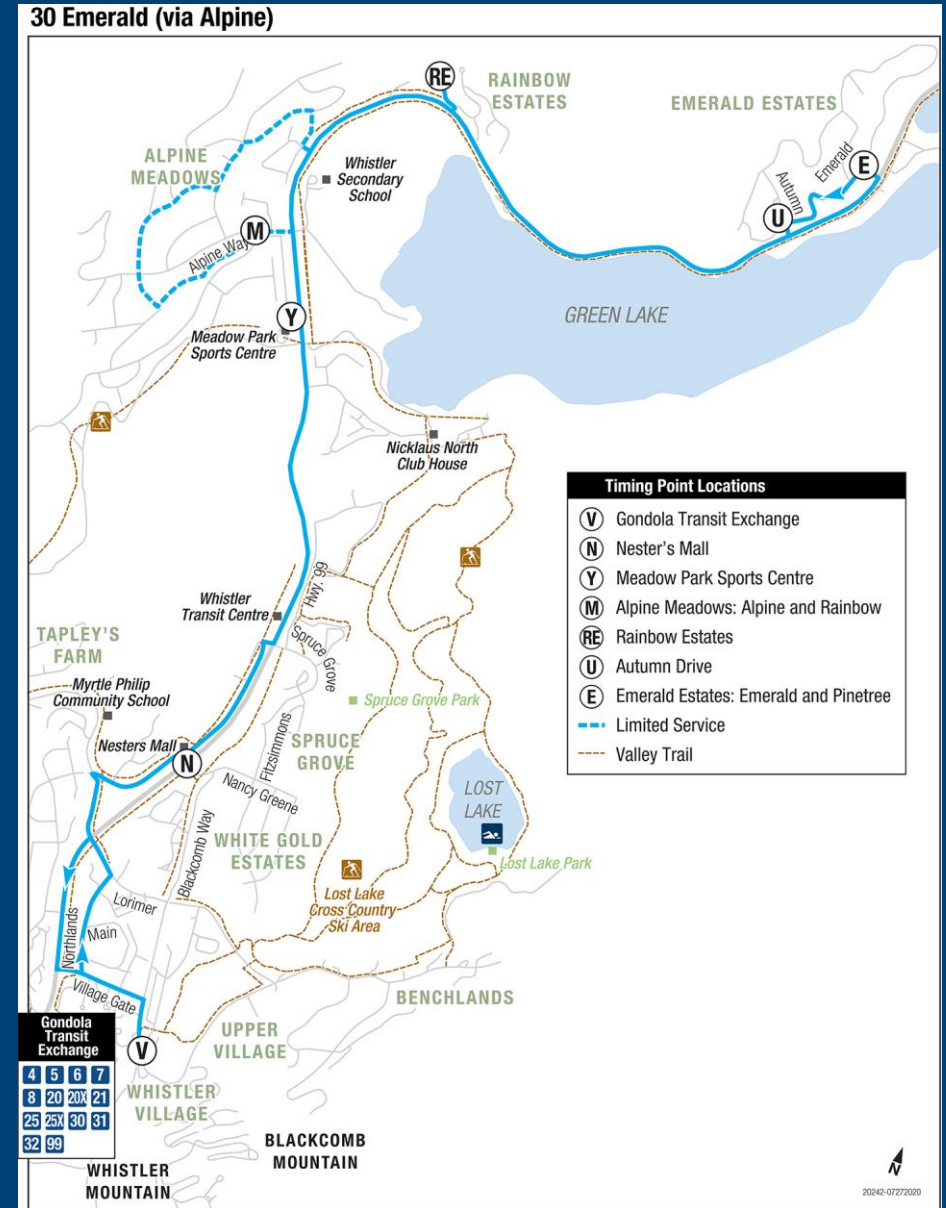 30 Emerald (via Alpine)
RE
RAINBOW
ESTATES
EMERALD ESTATES
ALPINE
MEADOWS
Whistler
Secondary
School
Emerald
E
Autumn
U
M
Alpine Way
Y
GREEN LAKE
Meadow Park
Sports Centre
Nicklaus North
Club House
Timing Point Locations
V Gondola Transit Exchange
N Nester's Mall
Y Meadow Park Sports Centre
M Alpine Meadows: Alpine and Rainbow
RE Rainbow Estates
U Autumn Drive
E Emerald Estates: Emerald and Pinetree
Limited Service
Valley Trail
Hwy. 99
Whistler
Transit Centre
Spruce Grove
TAPLEY'S
FARM
Myrtle Philip
Community School
Spruce Grove Park
Fitzsimmons
SPRUCE
GROVE
Nesters Mall
N
Nancy Greene
LOST
LAKE
Blackcomb Way
WHITE GOLD
ESTATES
Lost Lake Park
Lost Lake
Cross Country
Ski Area
Lorimer
Northlands
Main
Village Gate
BENCHLANDS
UPPER
VILLAGE
V
Gondola
Transit
Exchange
4 5 6 7
8 20 20X 21
25 25X 30 31
32 99
WHISTLER
VILLAGE
BLACKCOMB
MOUNTAIN
WHISTLER
MOUNTAIN
N
20242-07272020